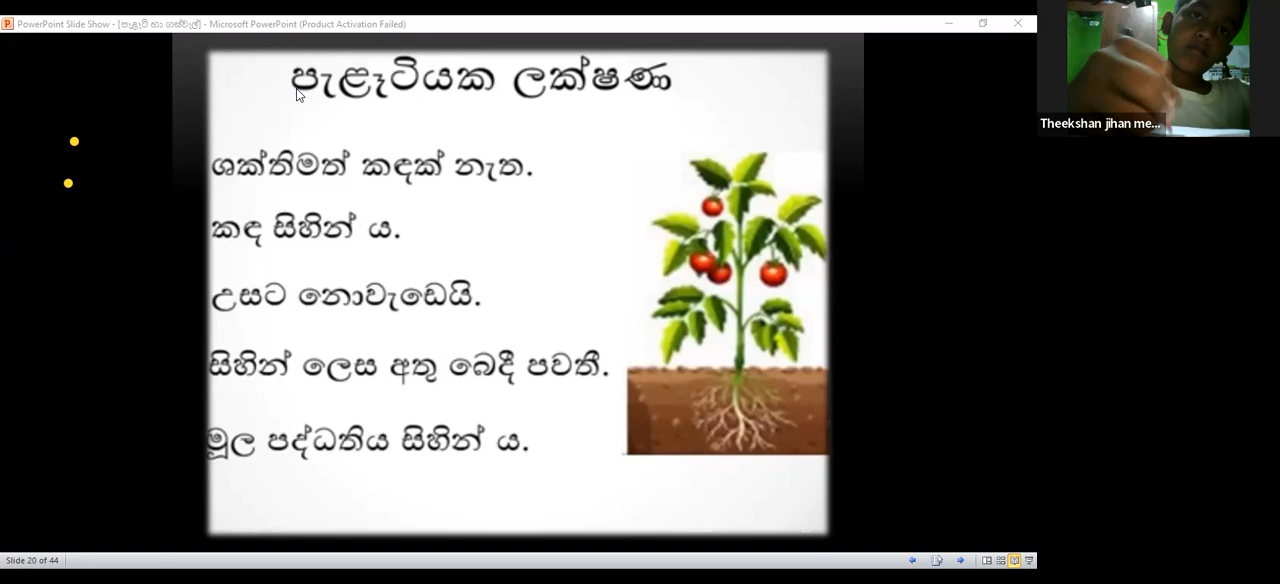 PowerPoint Slide Show - [පැළෑටි හා ගස්වැල්] - Microsoft PowerPoint (Product Activation Failed)
Theekshan jihan me...
පැළෑටියක ලක්ෂණ
ශක්තිමත් කඳක් නැත.
කඳ සිහින් ය.
උසට නොවැඩෙයි.
සිහින් ලෙස අතු බෙදී පවතී.
මූල පද්ධතිය සිහින් ය.
Slide 20 of 44